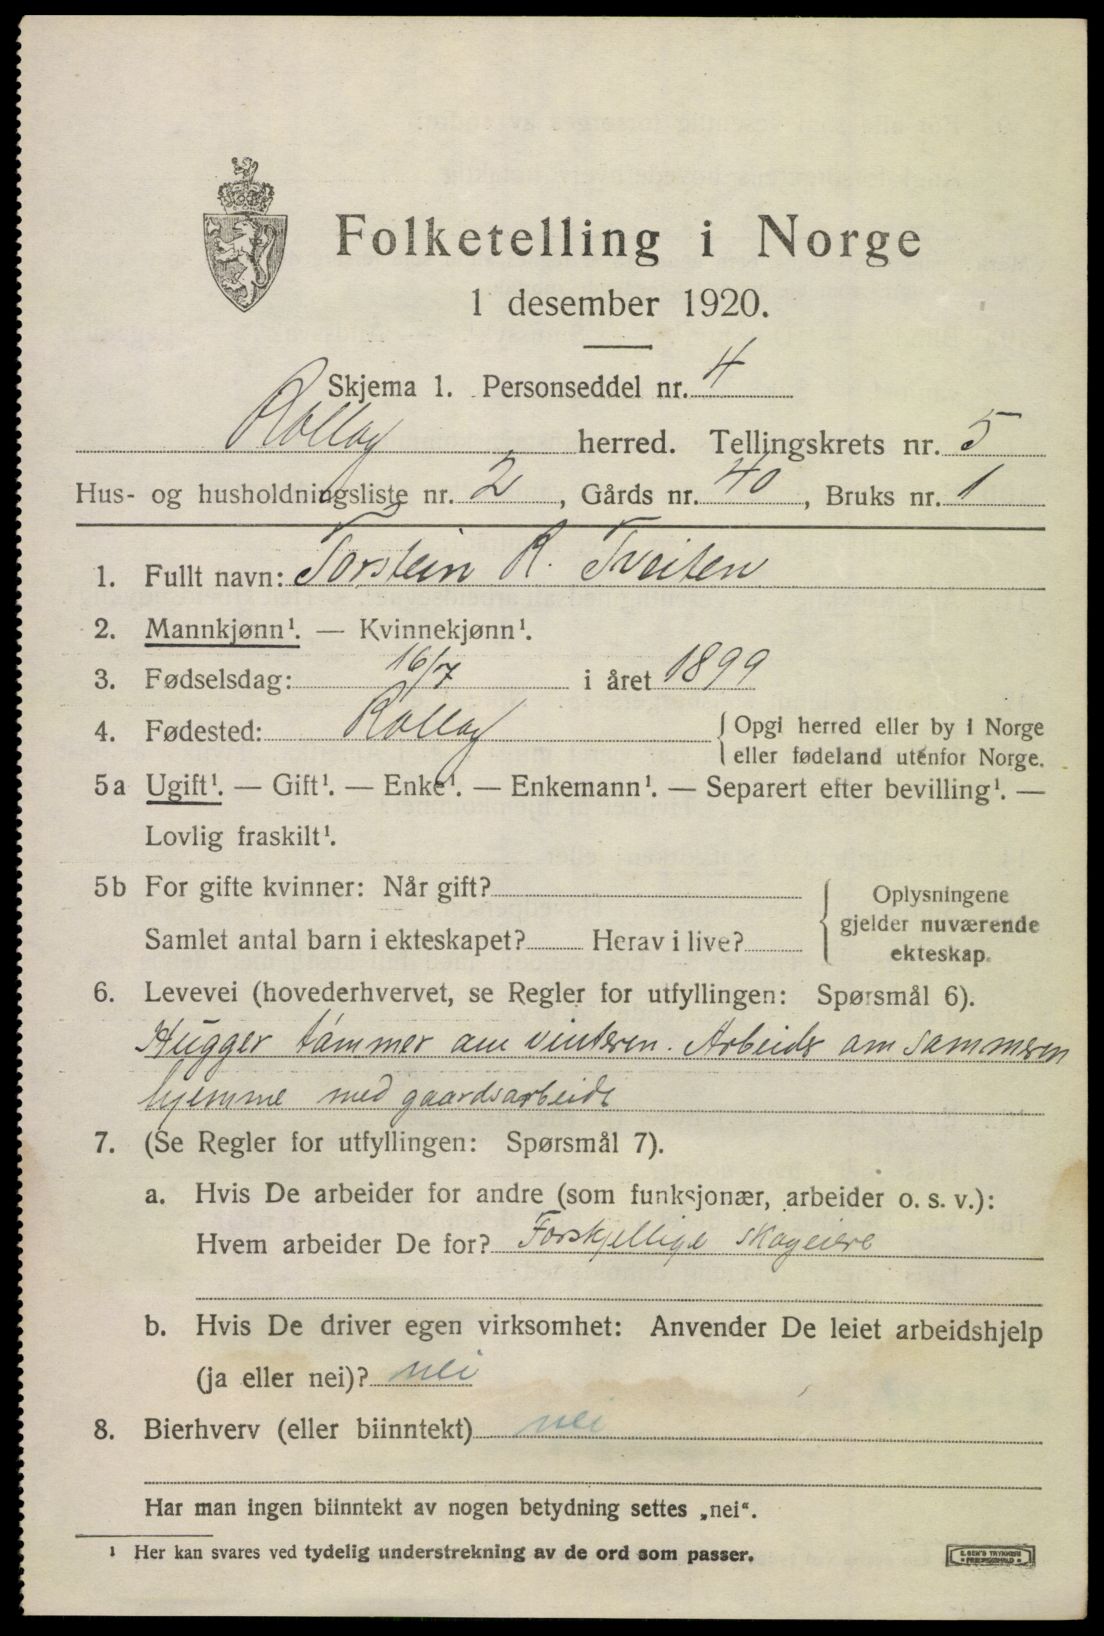 Folketelling i Norge
1 desember 1920.
Skjema 1. Personseddel nr. 4
Rollag herred. Tellingskrets nr. 5
Hus- og husholdningsliste nr. 2, Gårds nr. 40, Bruks nr. 1
1. Fullt navn: Torstein R. Tveiten
2. Mannkjønn¹. — Kvinnekjønn¹.
3. Fødselsdag: 16/7 i året 1899
4. Fødested: Rollag { Opgi herred eller by i Norge
eller fødeland utenfor Norge.
5a Ugift¹. — Gift¹. — Enke¹. — Enkemann¹. — Separert efter bevilling¹. —
Lovlig fraskilt¹.
5b For gifte kvinner: Når gift?
Samlet antal barn i ekteskapet? Herav i live?
{ Oplysningene
gjelder nuværende
ekteskap.
6. Levevei (hovederhvervet, se Regler for utfyllingen: Spørsmål 6).
Hugger tømmer om vinteren. Arbeide om sommeren
hjemme med gaardsarbeide
7. (Se Regler for utfyllingen: Spørsmål 7).
a. Hvis De arbeider for andre (som funksjonær, arbeider o. s. v.):
Hvem arbeider De for? Forskjellige skogeiere
b. Hvis De driver egen virksomhet: Anvender De leiet arbeidshjelp
(ja eller nei)? nei
8. Bierhverv (eller biinntekt) nei
Har man ingen biinntekt av nogen betydning settes „nei“.
¹ Her kan svares ved tydelig understrekning av de ord som passer.